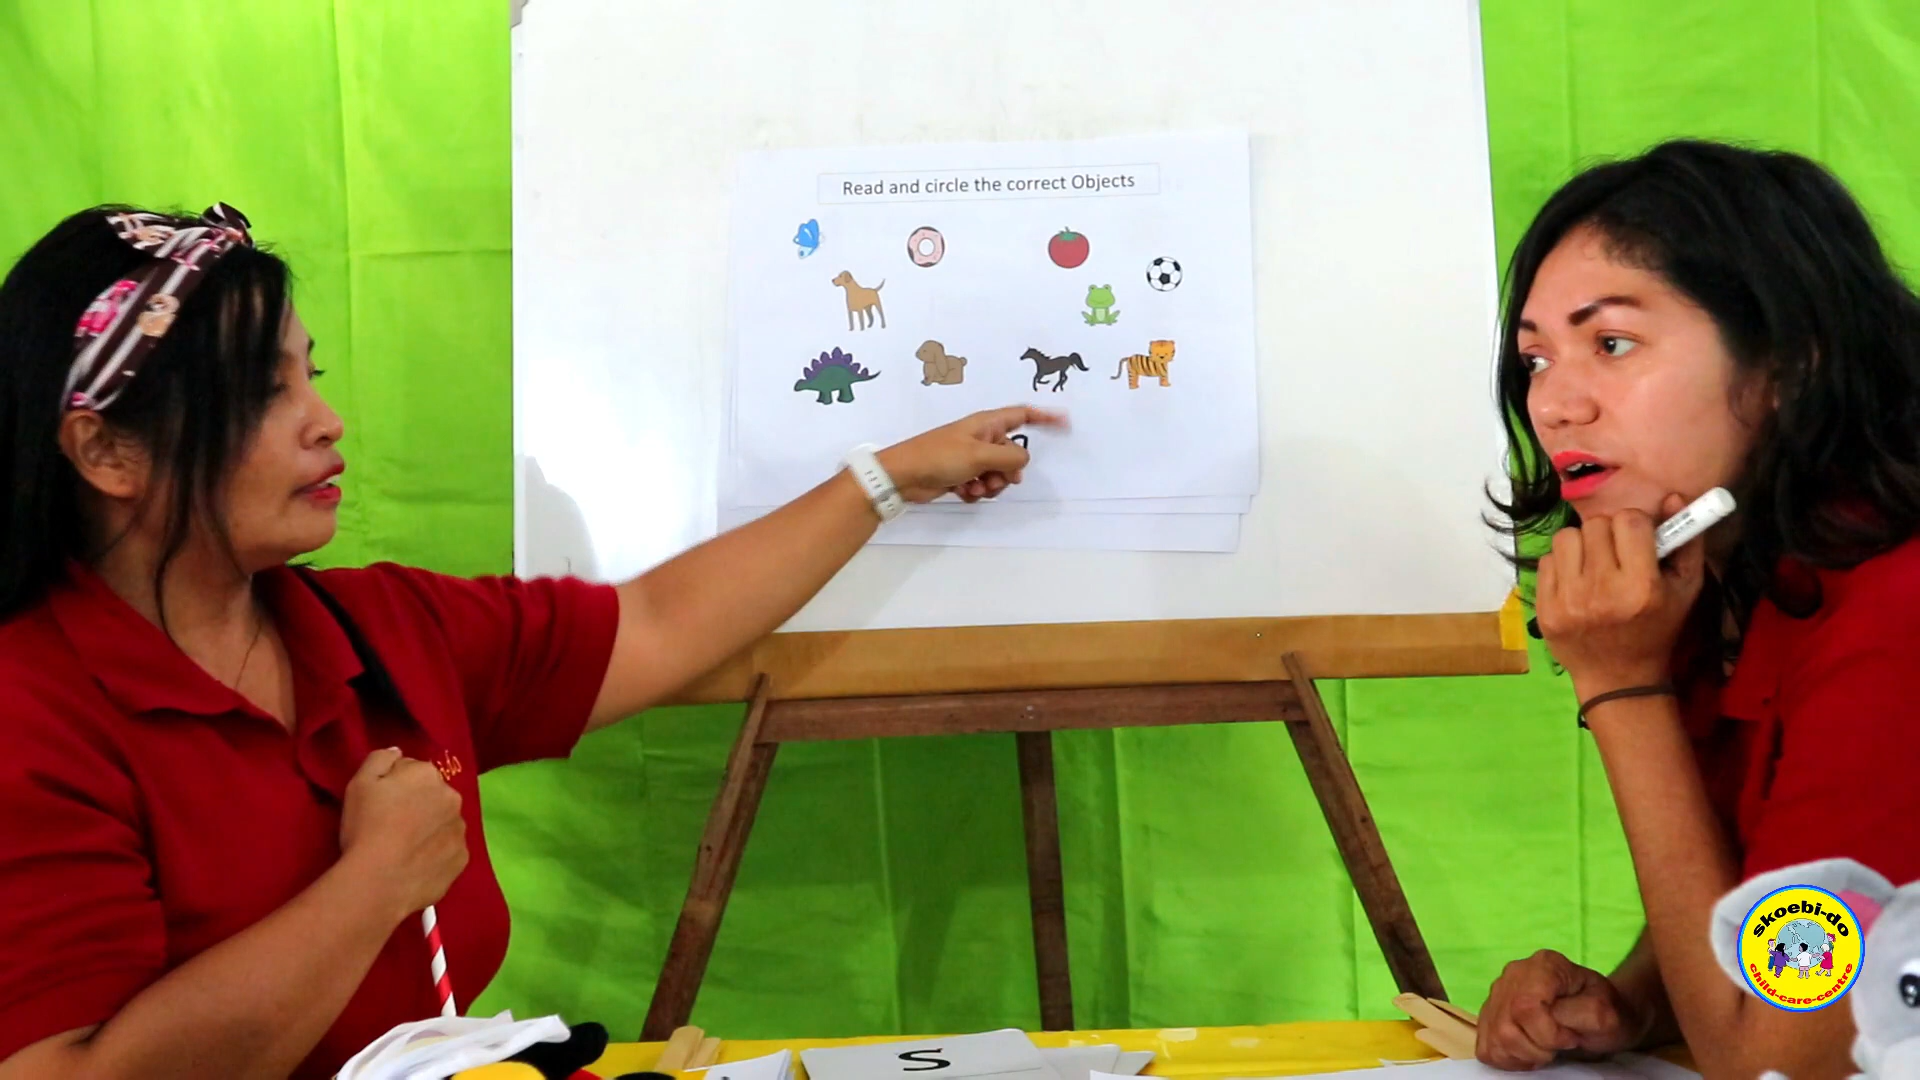 Read and circle the correct Objects
s
skoebi-do
child-care-centre